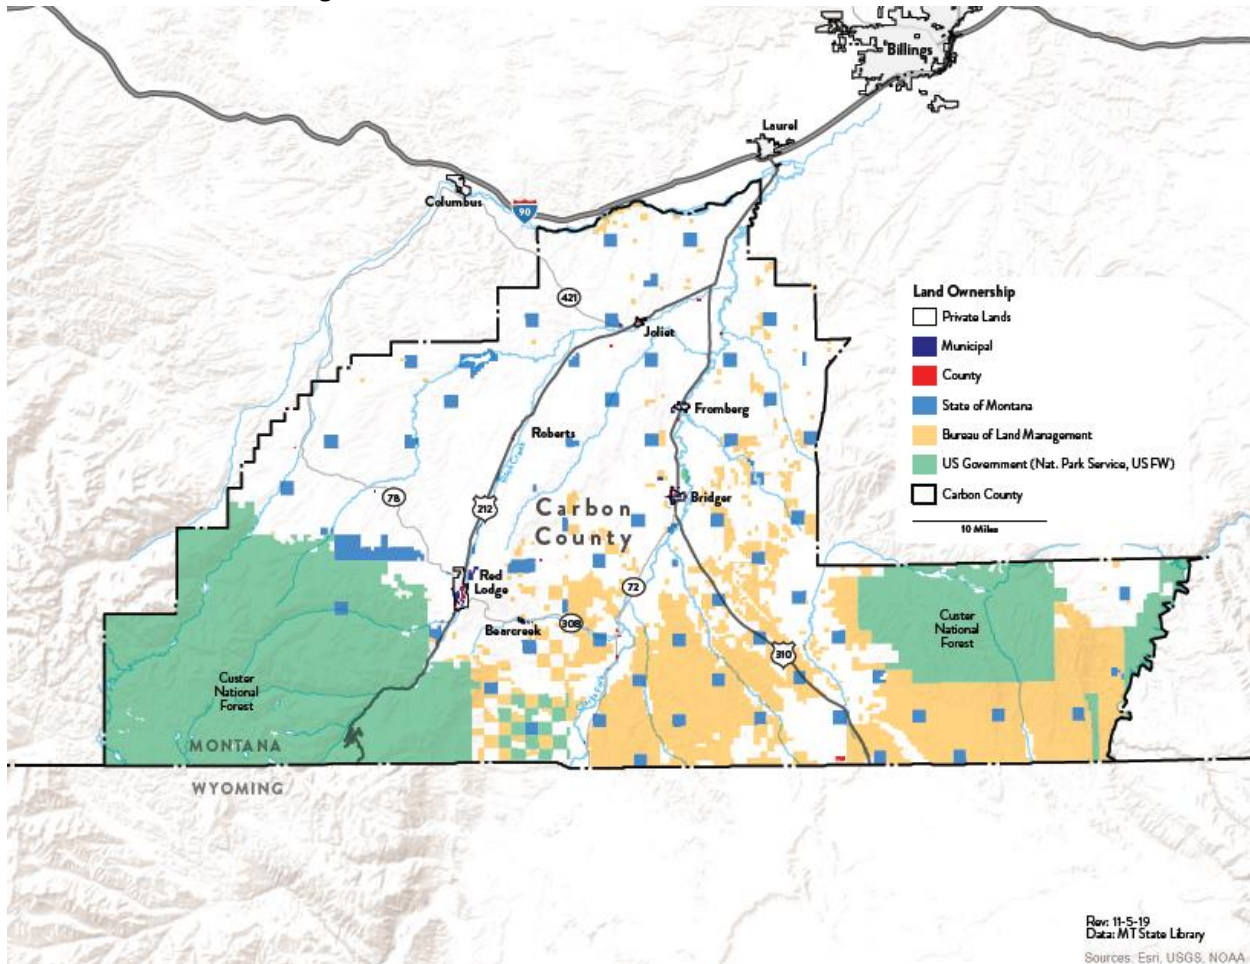 Billings
Laurel
Columbus
90
421
Joliet
Fromberg
Roberts
Rock Creek
78
212
Bridger
Carbon
County
Red
Lodge
72
Bearcreek
308
310
Custer
National
Forest
Custer
National
Forest
MONTANA
WYOMING
Land Ownership
Private Lands
Municipal
County
State of Montana
Bureau of Land Management
US Government (Nat. Park Service, US FW)
Carbon County
10 Miles
Rev: 11-5-19
Data: MT State Library
Sources: Esri, USGS, NOAA